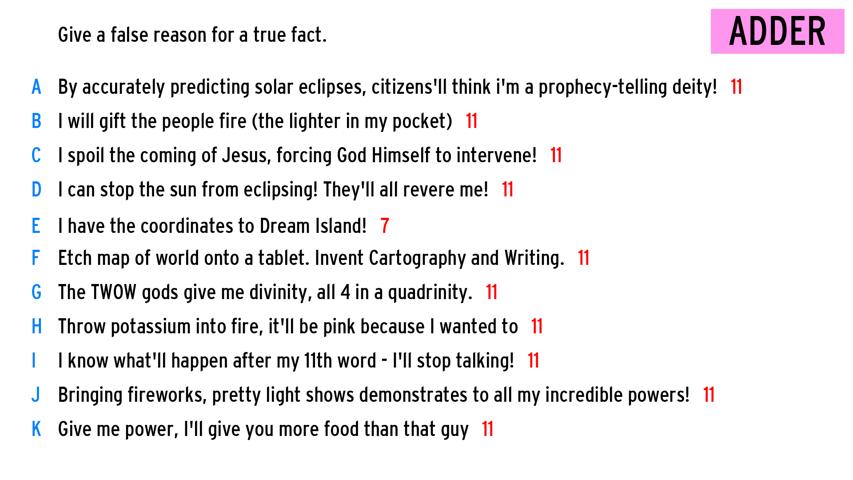 Give a false reason for a true fact.
ADDER
A By accurately predicting solar eclipses, citizens'll think i'm a prophecy-telling deity! 11
B I will gift the people fire (the lighter in my pocket) 11
C I spoil the coming of Jesus, forcing God Himself to intervene! 11
D I can stop the sun from eclipsing! They'll all revere me! 11
E I have the coordinates to Dream Island! 7
F Etch map of world onto a tablet. Invent Cartography and Writing. 11
G The TWOW gods give me divinity, all 4 in a quadrinity. 11
H Throw potassium into fire, it'll be pink because I wanted to 11
I I know what'll happen after my 11th word - I'll stop talking! 11
J Bringing fireworks, pretty light shows demonstrates to all my incredible powers! 11
K Give me power, I'll give you more food than that guy 11